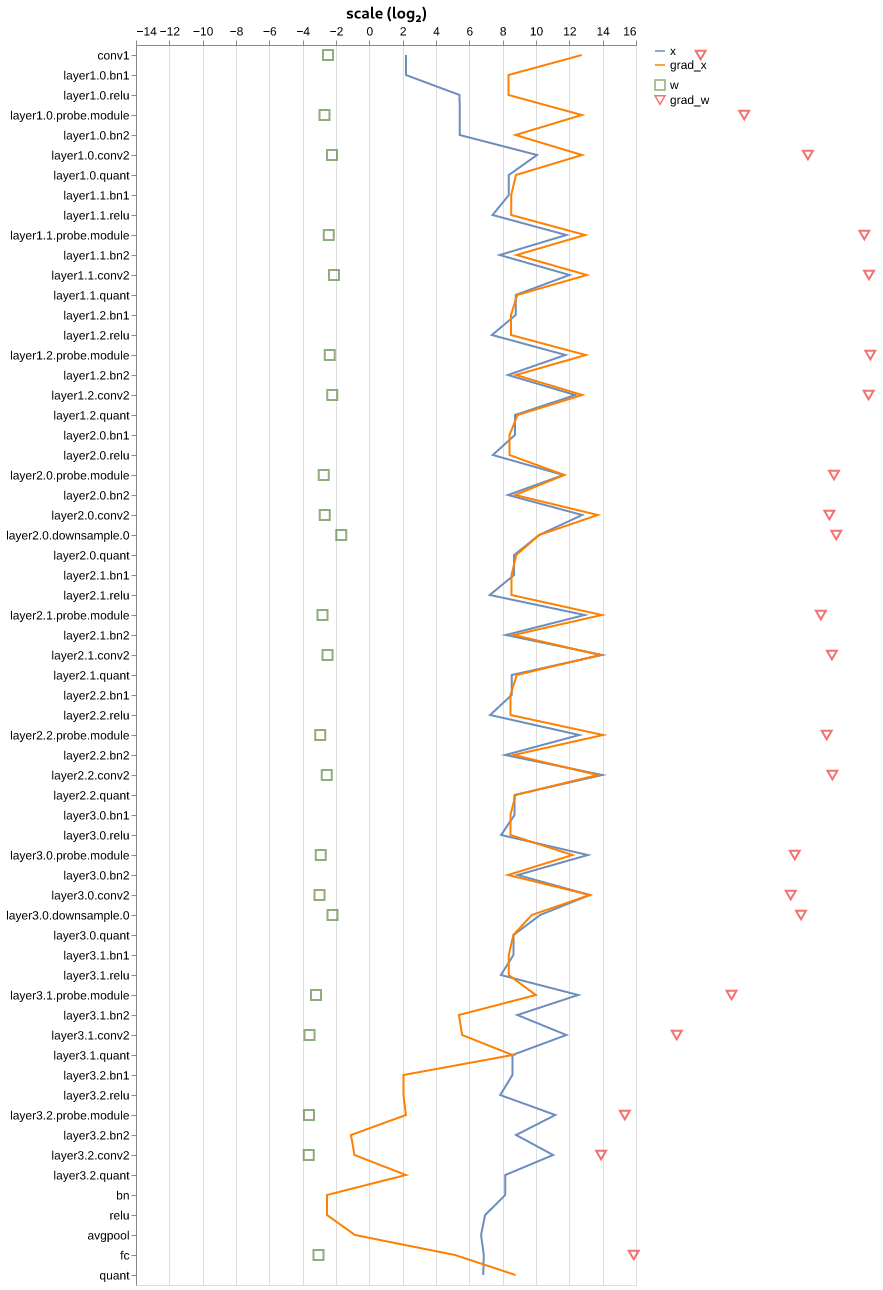 scale (log₂)
−14 −12 −10 −8 −6 −4 −2 0 2 4 6 8 10 12 14 16
x
grad_x
w
grad_w
conv1
layer1.0.bn1
layer1.0.relu
layer1.0.probe.module
layer1.0.bn2
layer1.0.conv2
layer1.0.quant
layer1.1.bn1
layer1.1.relu
layer1.1.probe.module
layer1.1.bn2
layer1.1.conv2
layer1.1.quant
layer1.2.bn1
layer1.2.relu
layer1.2.probe.module
layer1.2.bn2
layer1.2.conv2
layer1.2.quant
layer2.0.bn1
layer2.0.relu
layer2.0.probe.module
layer2.0.bn2
layer2.0.conv2
layer2.0.downsample.0
layer2.0.quant
layer2.1.bn1
layer2.1.relu
layer2.1.probe.module
layer2.1.bn2
layer2.1.conv2
layer2.1.quant
layer2.2.bn1
layer2.2.relu
layer2.2.probe.module
layer2.2.bn2
layer2.2.conv2
layer2.2.quant
layer3.0.bn1
layer3.0.relu
layer3.0.probe.module
layer3.0.bn2
layer3.0.conv2
layer3.0.downsample.0
layer3.0.quant
layer3.1.bn1
layer3.1.relu
layer3.1.probe.module
layer3.1.bn2
layer3.1.conv2
layer3.1.quant
layer3.2.bn1
layer3.2.relu
layer3.2.probe.module
layer3.2.bn2
layer3.2.conv2
layer3.2.quant
bn
relu
avgpool
fc
quant